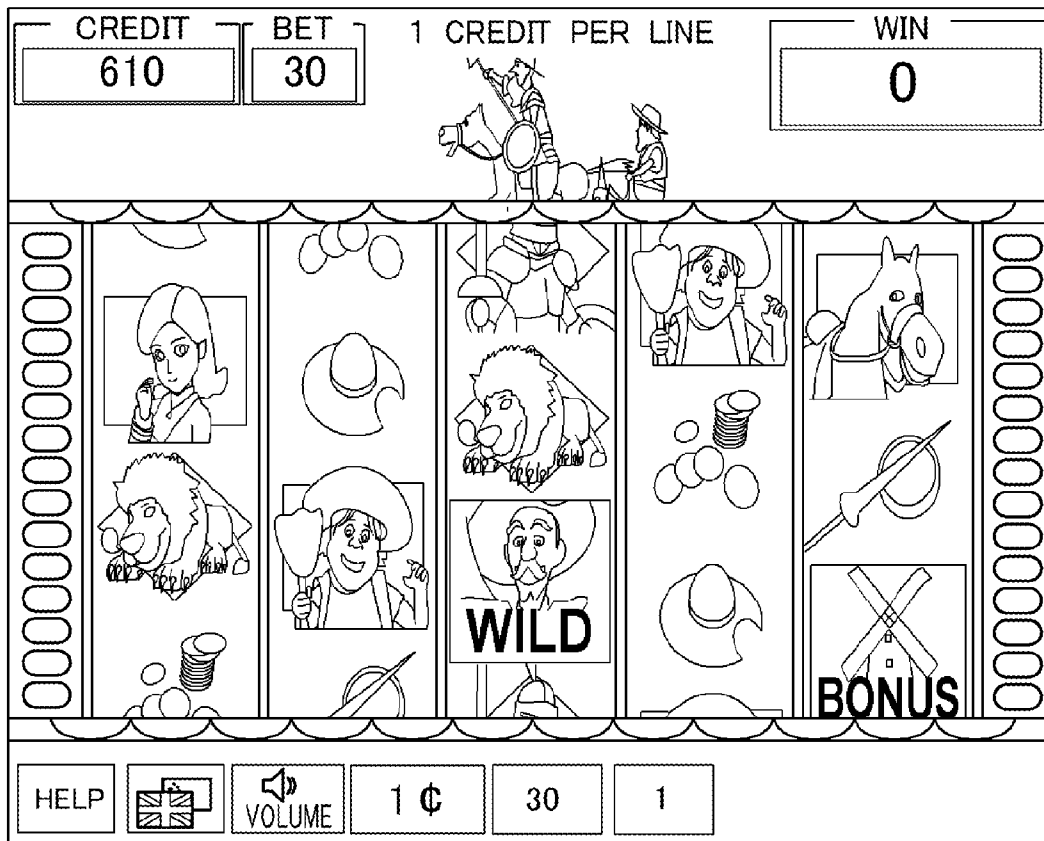 CREDIT
610
BET
30
1 CREDIT PER LINE
WIN
0
WILD
BONUS
HELP
VOLUME
1 ¢
30
1